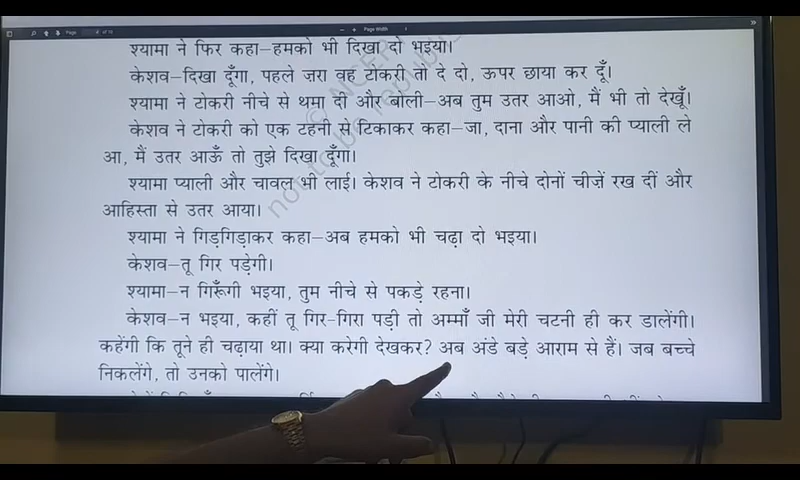 श्यामा ने फिर कहा–हमको भी दिखा दो भइया।
केशव–दिखा दूँगा, पहले ज़रा वह टोकरी तो दे दो, ऊपर छाया कर दूँ।
श्यामा ने टोकरी नीचे से थमा दी और बोली–अब तुम उतर आओ, मैं भी तो देखूँ।
केशव ने टोकरी को एक टहनी से टिकाकर कहा–जा, दाना और पानी की प्याली ले
आ, मैं उतर आऊँ तो तुझे दिखा दूँगा।
श्यामा प्याली और चावल भी लाई। केशव ने टोकरी के नीचे दोनों चीज़ें रख दीं और
आहिस्ता से उतर आया।
श्यामा ने गिड़गिड़ाकर कहा–अब हमको भी चढ़ा दो भइया।
केशव–तू गिर पड़ेगी।
श्यामा–न गिरूँगी भइया, तुम नीचे से पकड़े रहना।
केशव–न भइया, कहीं तू गिर-गिरा पड़ी तो अम्माँ जी मेरी चटनी ही कर डालेंगी।
कहेंगी कि तूने ही चढ़ाया था। क्या करेगी देखकर? अब अंडे बड़े आराम से हैं। जब बच्चे
निकलेंगे, तो उनको पालेंगे।